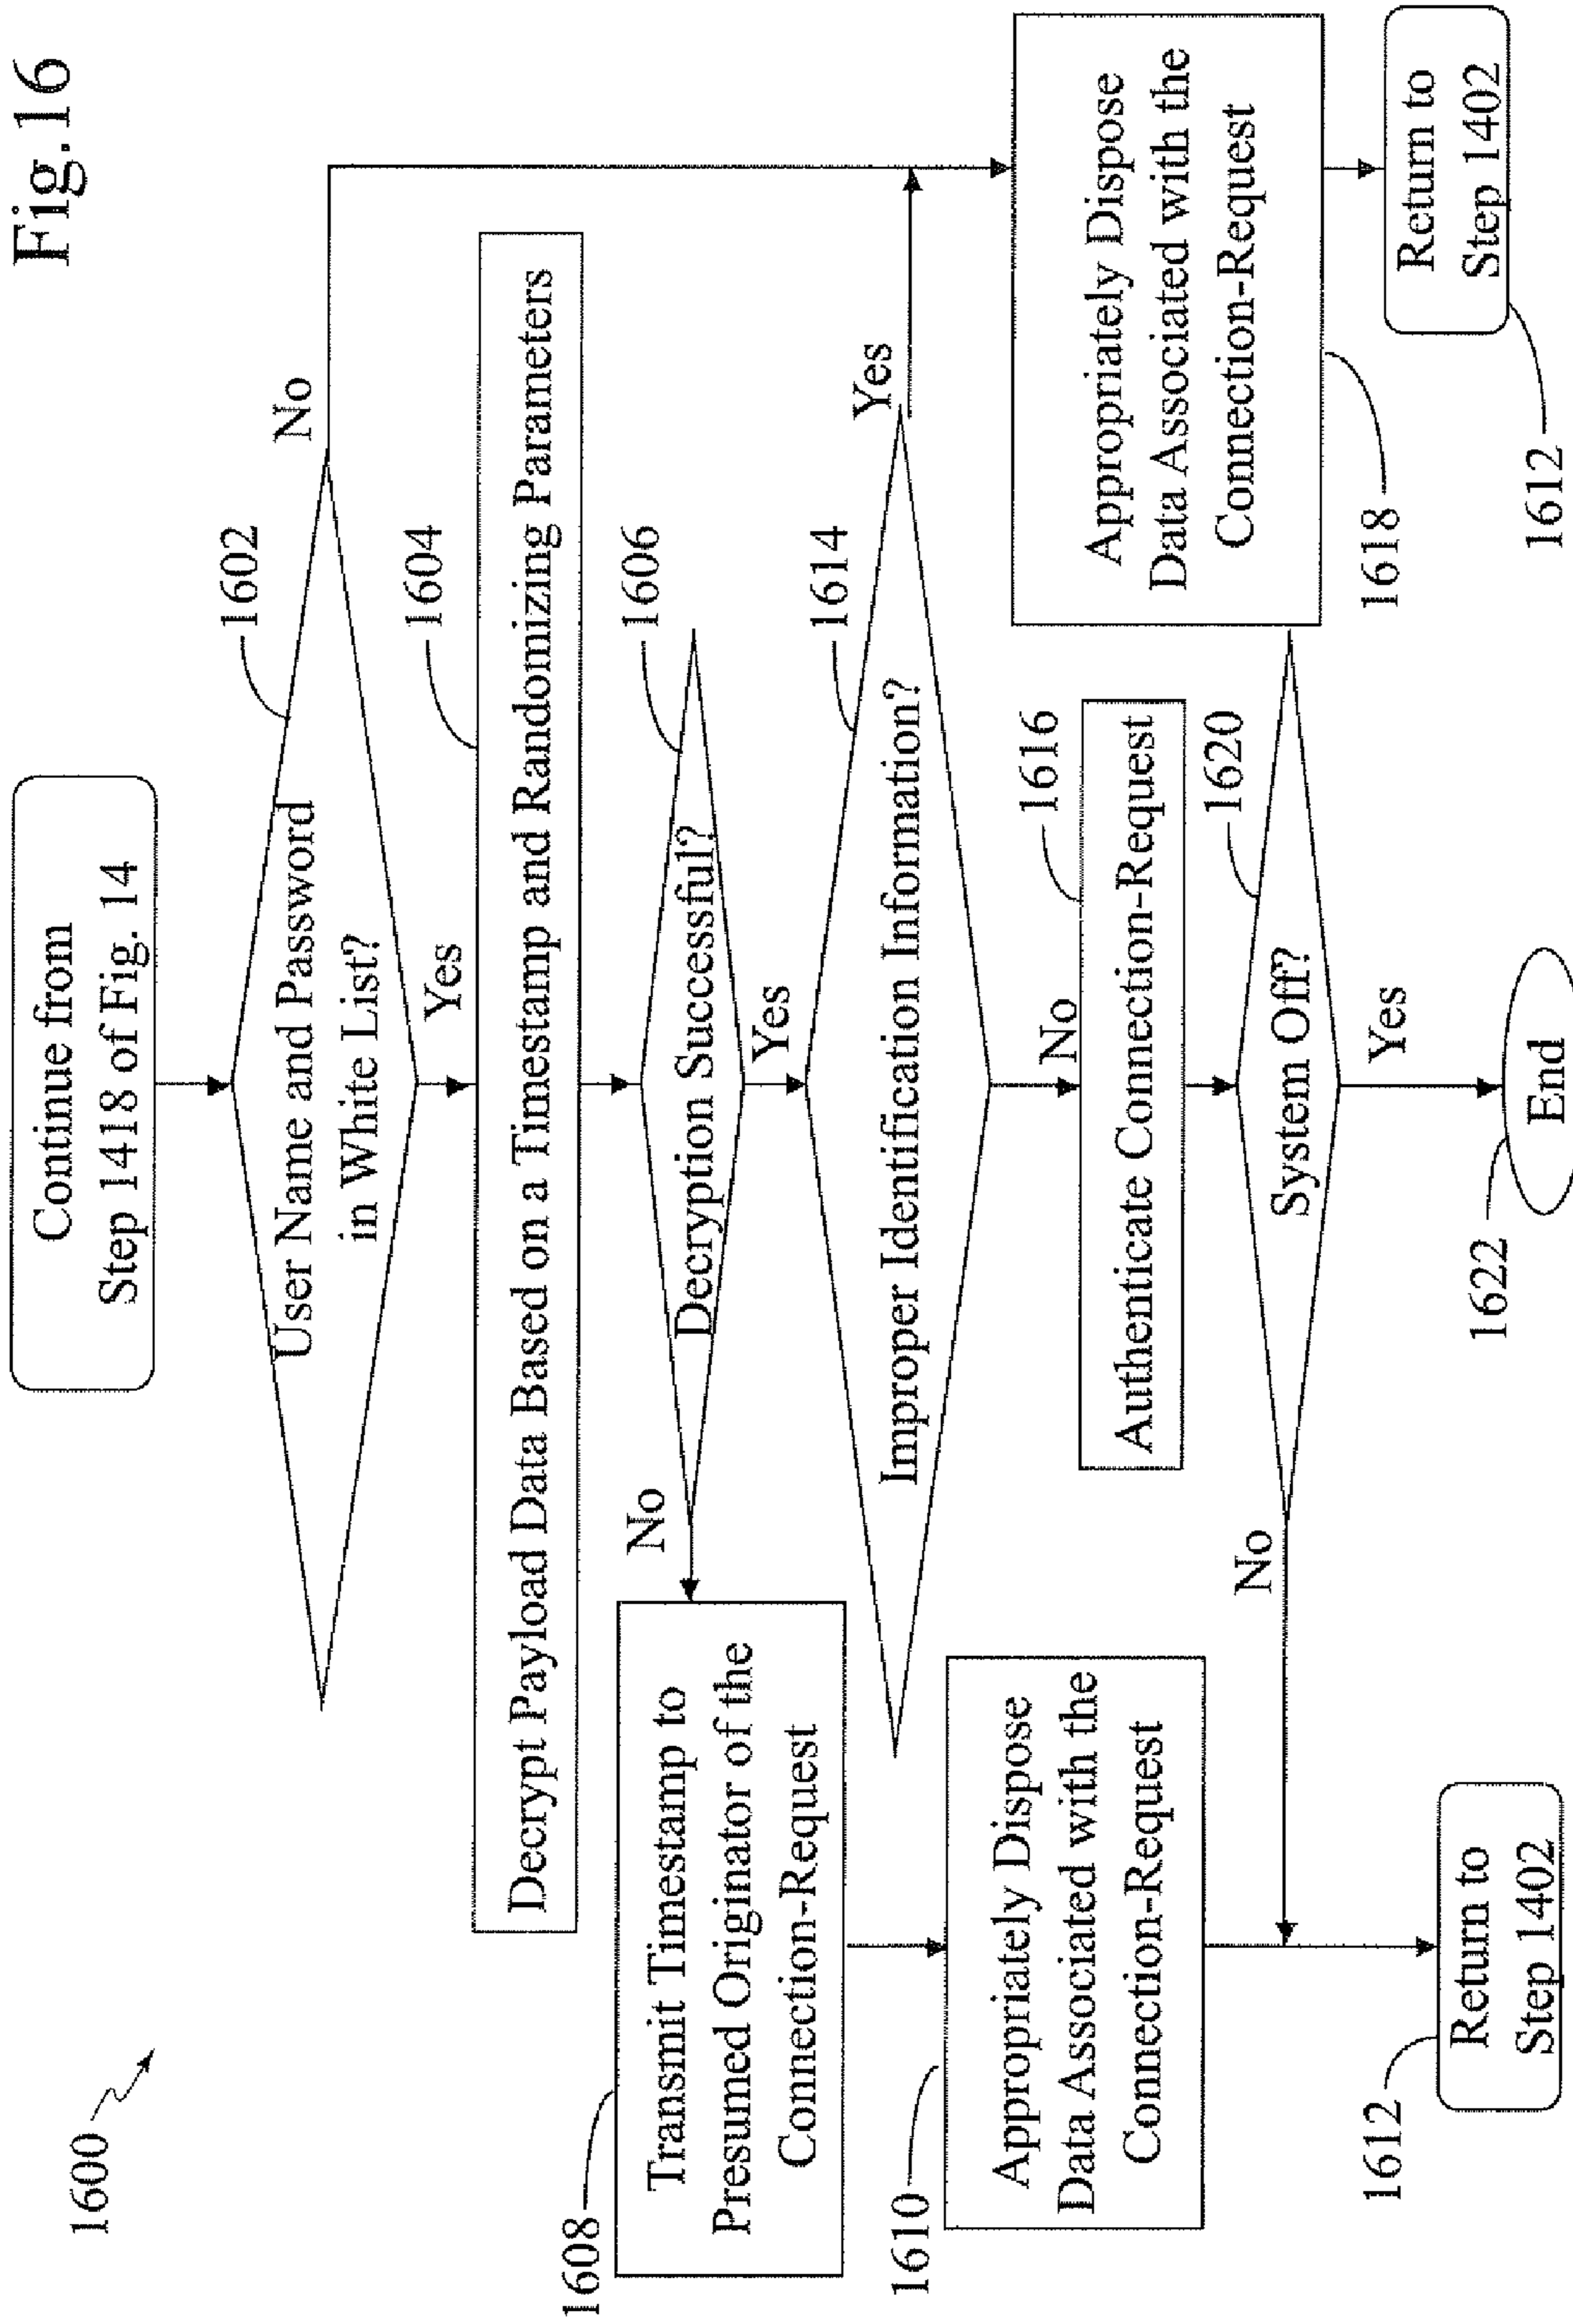 Fig.16
1600
Continue from
Step 1418 of Fig. 14
1602
User Name and Password
in White List?
No
Yes
1604
Decrypt Payload Data Based on a Timestamp and Randomizing Parameters
1606
Decryption Successful?
No
Yes
1608
Transmit Timestamp to
Presumed Originator of the
Connection-Request
1614
Improper Identification Information?
Yes
No
1610
Appropriately Dispose
Data Associated with the
Connection-Request
1616
Authenticate Connection-Request
Appropriately Dispose
Data Associated with the
Connection-Request
1618
1620
System Off?
No
Yes
1612
Return to
Step 1402
1622
End
Return to
Step 1402
1612